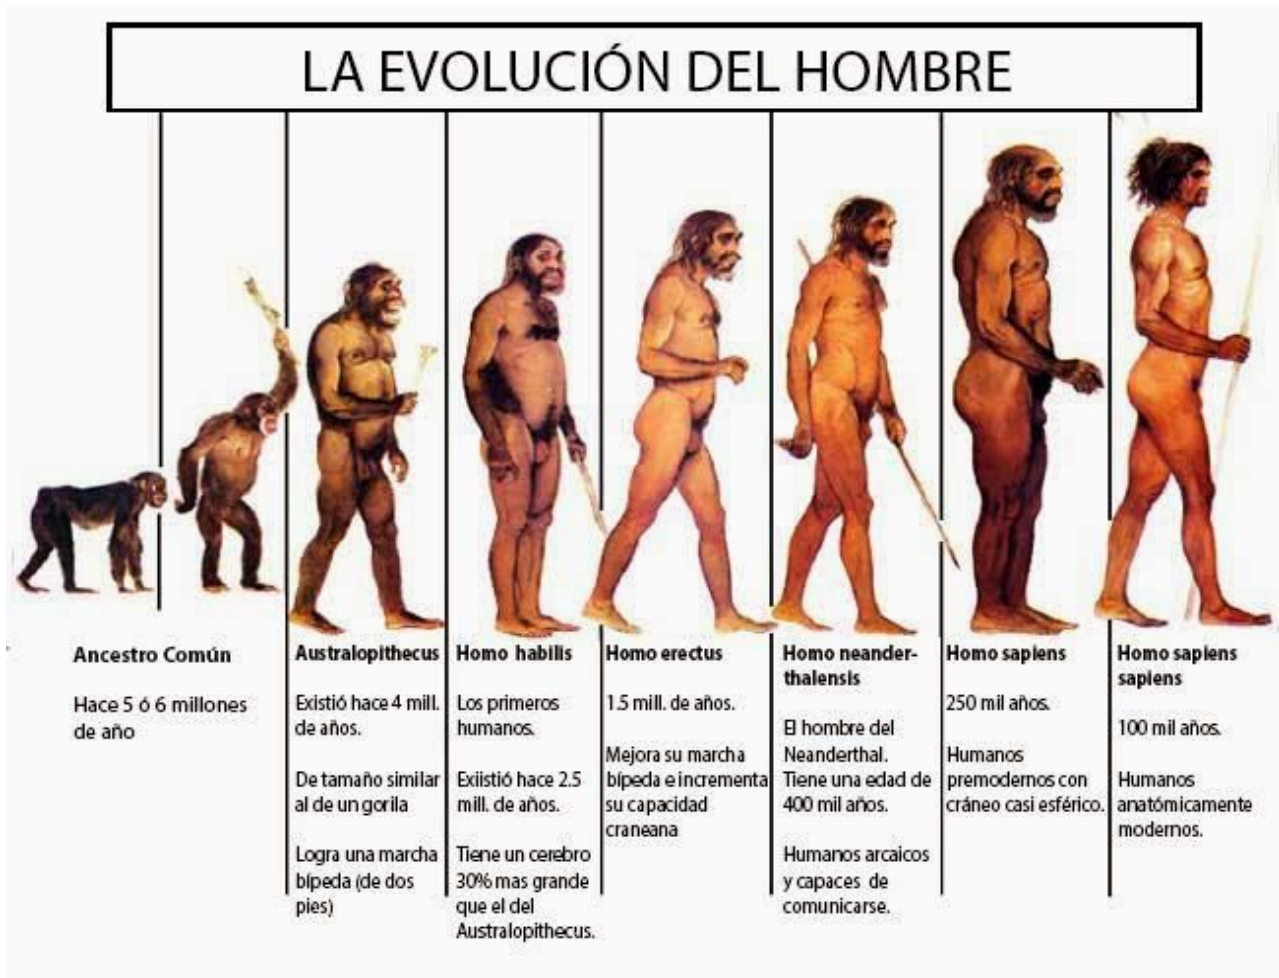 LA EVOLUCIÓN DEL HOMBRE
Ancestro Común
Hace 5 ó 6 millones
de año
Australopithecus
Existió hace 4 mill.
de años.
De tamaño similar
al de un gorila
Logra una marcha
bípeda (de dos
pies)
Homo habilis
Los primeros
humanos.
Exiistió hace 2.5
mill. de años.
Tiene un cerebro
30% mas grande
que el del
Australopithecus.
Homo erectus
1.5 mill. de años.
Mejora su marcha
bípeda e incrementa
su capacidad
craneana
Homo neander-
thalensis
El hombre del
Neanderthal.
Tiene una edad de
400 mil años.
Humanos arcaicos
y capaces de
comunicarse.
Homo sapiens
250 mil años.
Humanos
premodernos con
cráneo casi esférico.
Homo sapiens
sapiens
100 mil años.
Humanos
anatómicamente
modernos.